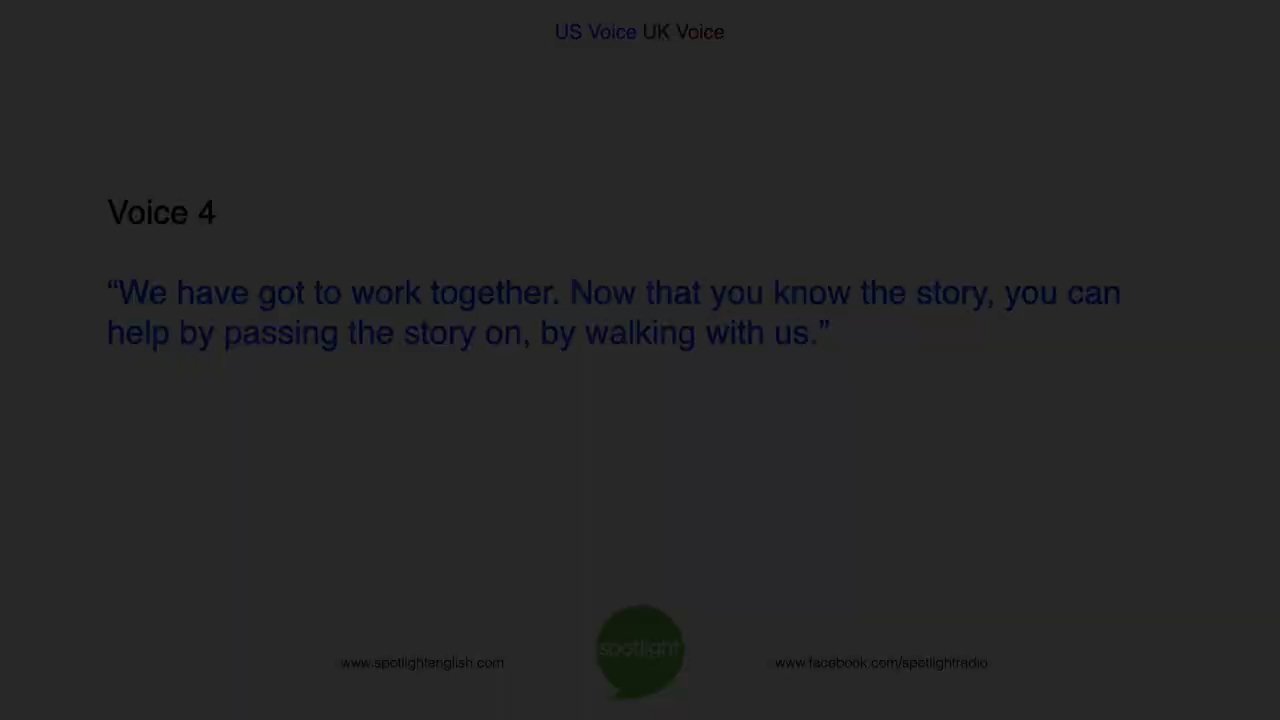 US Voice UK Voice
Voice 4
“We have got to work together. Now that you know the story, you can
help by passing the story on, by walking with us.”
spotlight
www.spotlightenglish.com
www.facebook.com/spotlightradio